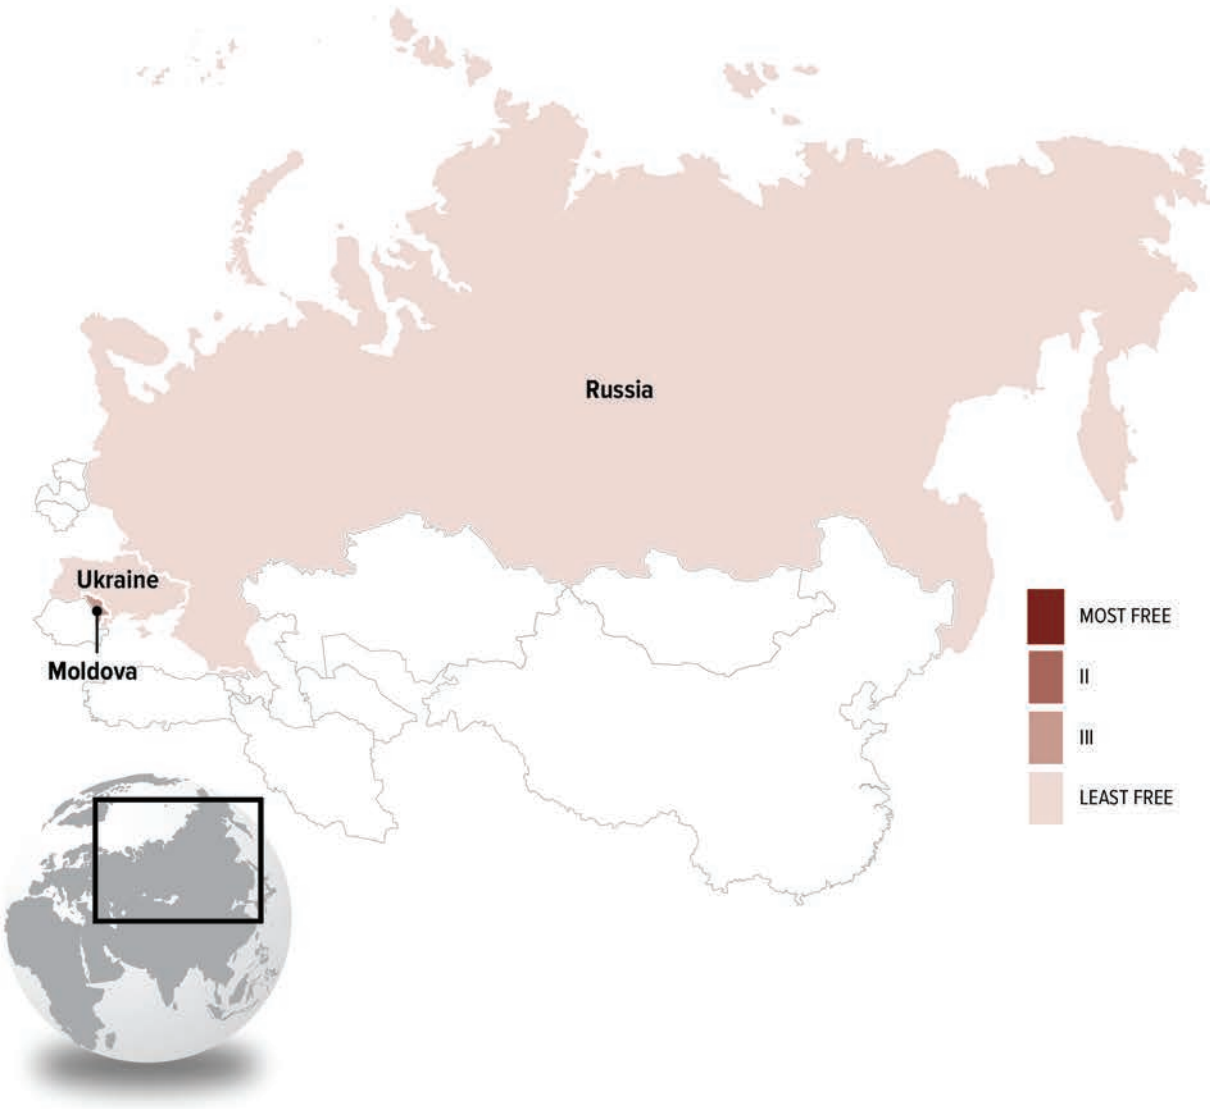 Russia
Ukraine
Moldova
MOST FREE
II
III
LEAST FREE